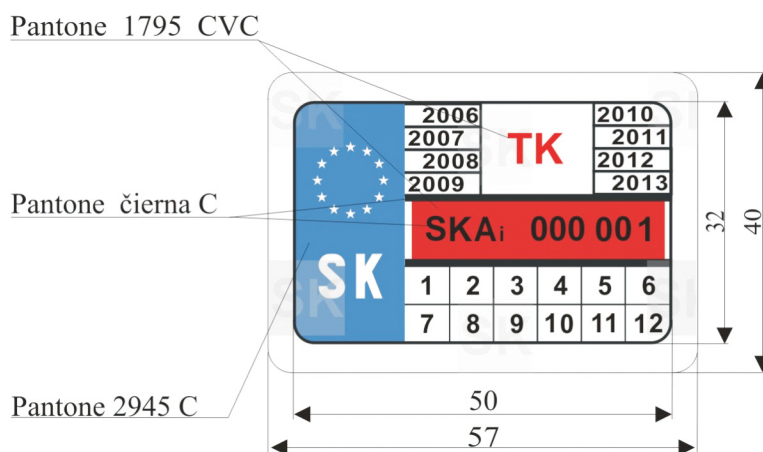 Pantone 1795 CVC
Pantone čierna C
Pantone 2945 C
SK
2006
2007
2008
2009
TK
2010
2011
2012
2013
SKAi 000 001
1 2 3 4 5 6
7 8 9 10 11 12
32
40
50
57